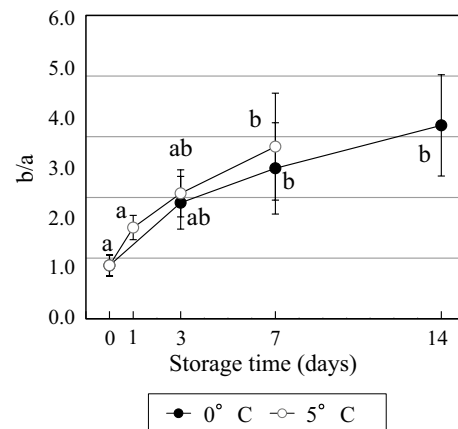 6.0
5.0
4.0
3.0
2.0
1.0
0.0
b/a
a
a
ab
ab
b
b
b
0 1 3 7 14
Storage time (days)
0° C 5° C